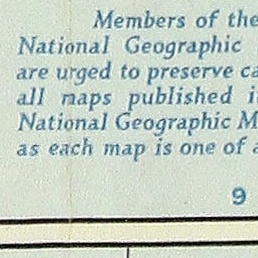 Members of the
National Geographic
are urged to preserve
all maps published
National Geographic
as each map is one of
9